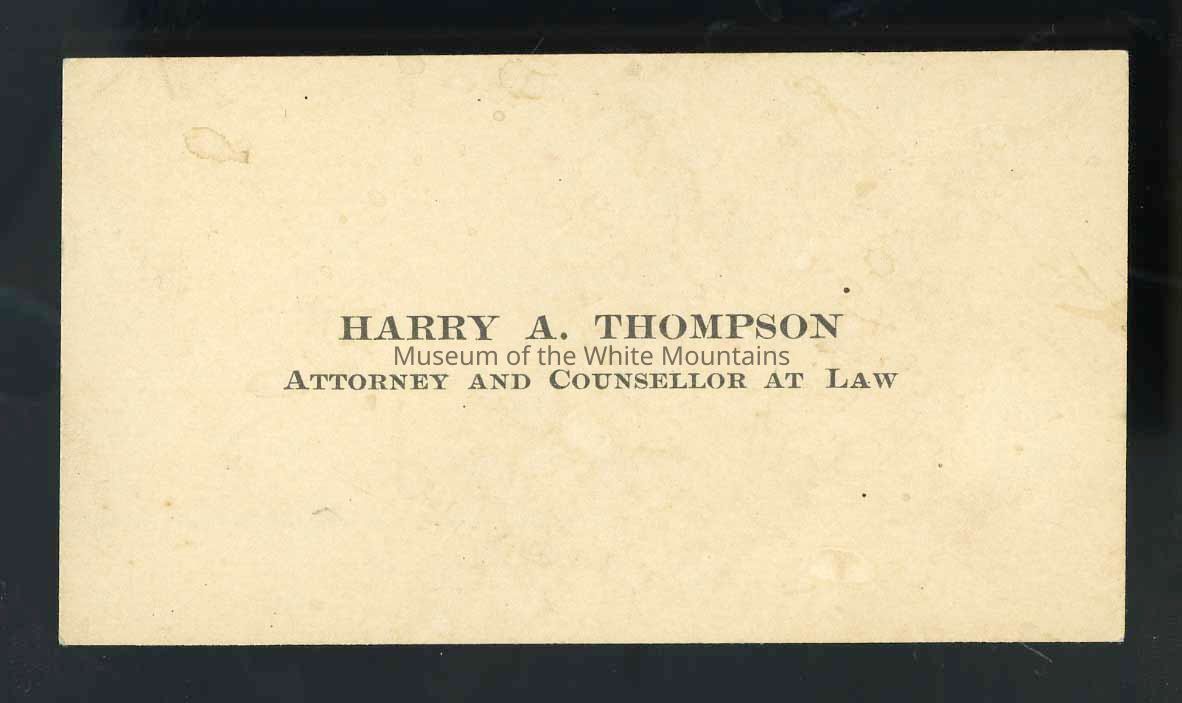 HARRY A. THOMPSON
Museum of the White Mountains
ATTORNEY AND COUNSELLOR AT LAW